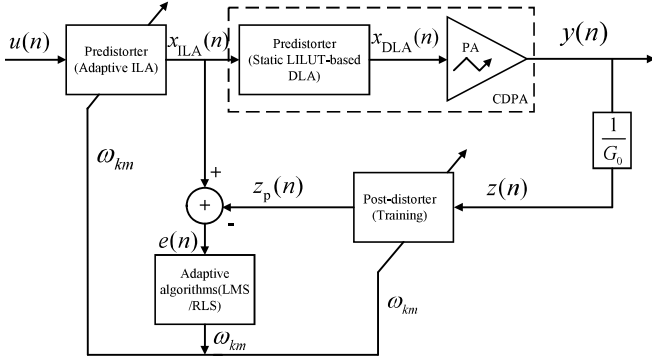 u(n)
Predistorter
(Adaptive ILA)
x_ILA(n)
Predistorter
(Static LILUT-based
DLA)
x_DLA(n)
PA
CDPA
y(n)
1
G_0
ω_km
+
+
-
z_p(n)
Post-distorter
(Training)
z(n)
e(n)
Adaptive
algorithms(LMS
/RLS)
ω_km
ω_km